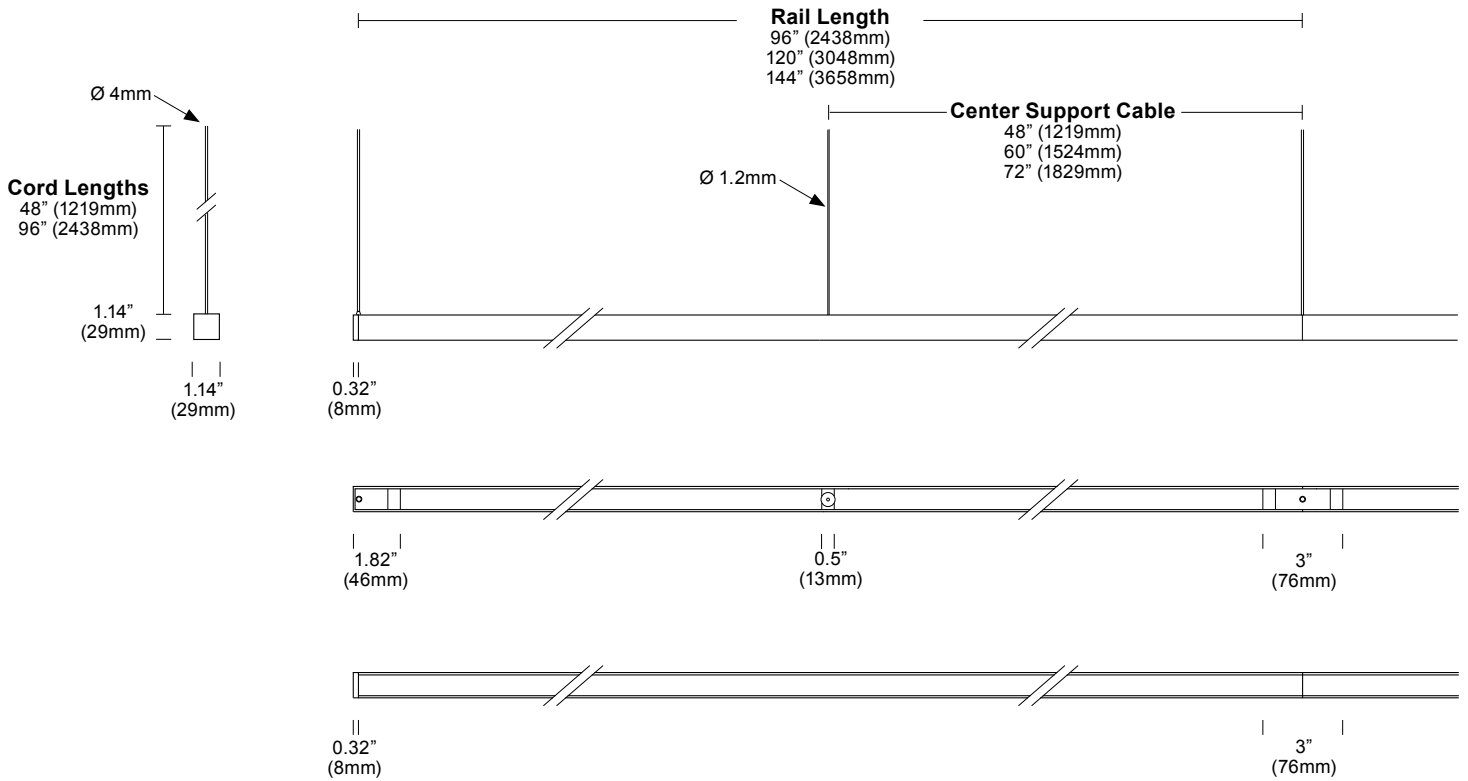 Rail Length
96” (2438mm)
120” (3048mm)
144” (3658mm)
Ø 4mm
Center Support Cable
48” (1219mm)
60” (1524mm)
72” (1829mm)
Ø 1.2mm
Cord Lengths
48” (1219mm)
96” (2438mm)
1.14”
(29mm)
1.14”
(29mm)
0.32”
(8mm)
1.82”
(46mm)
0.5”
(13mm)
3”
(76mm)
0.32”
(8mm)
3”
(76mm)